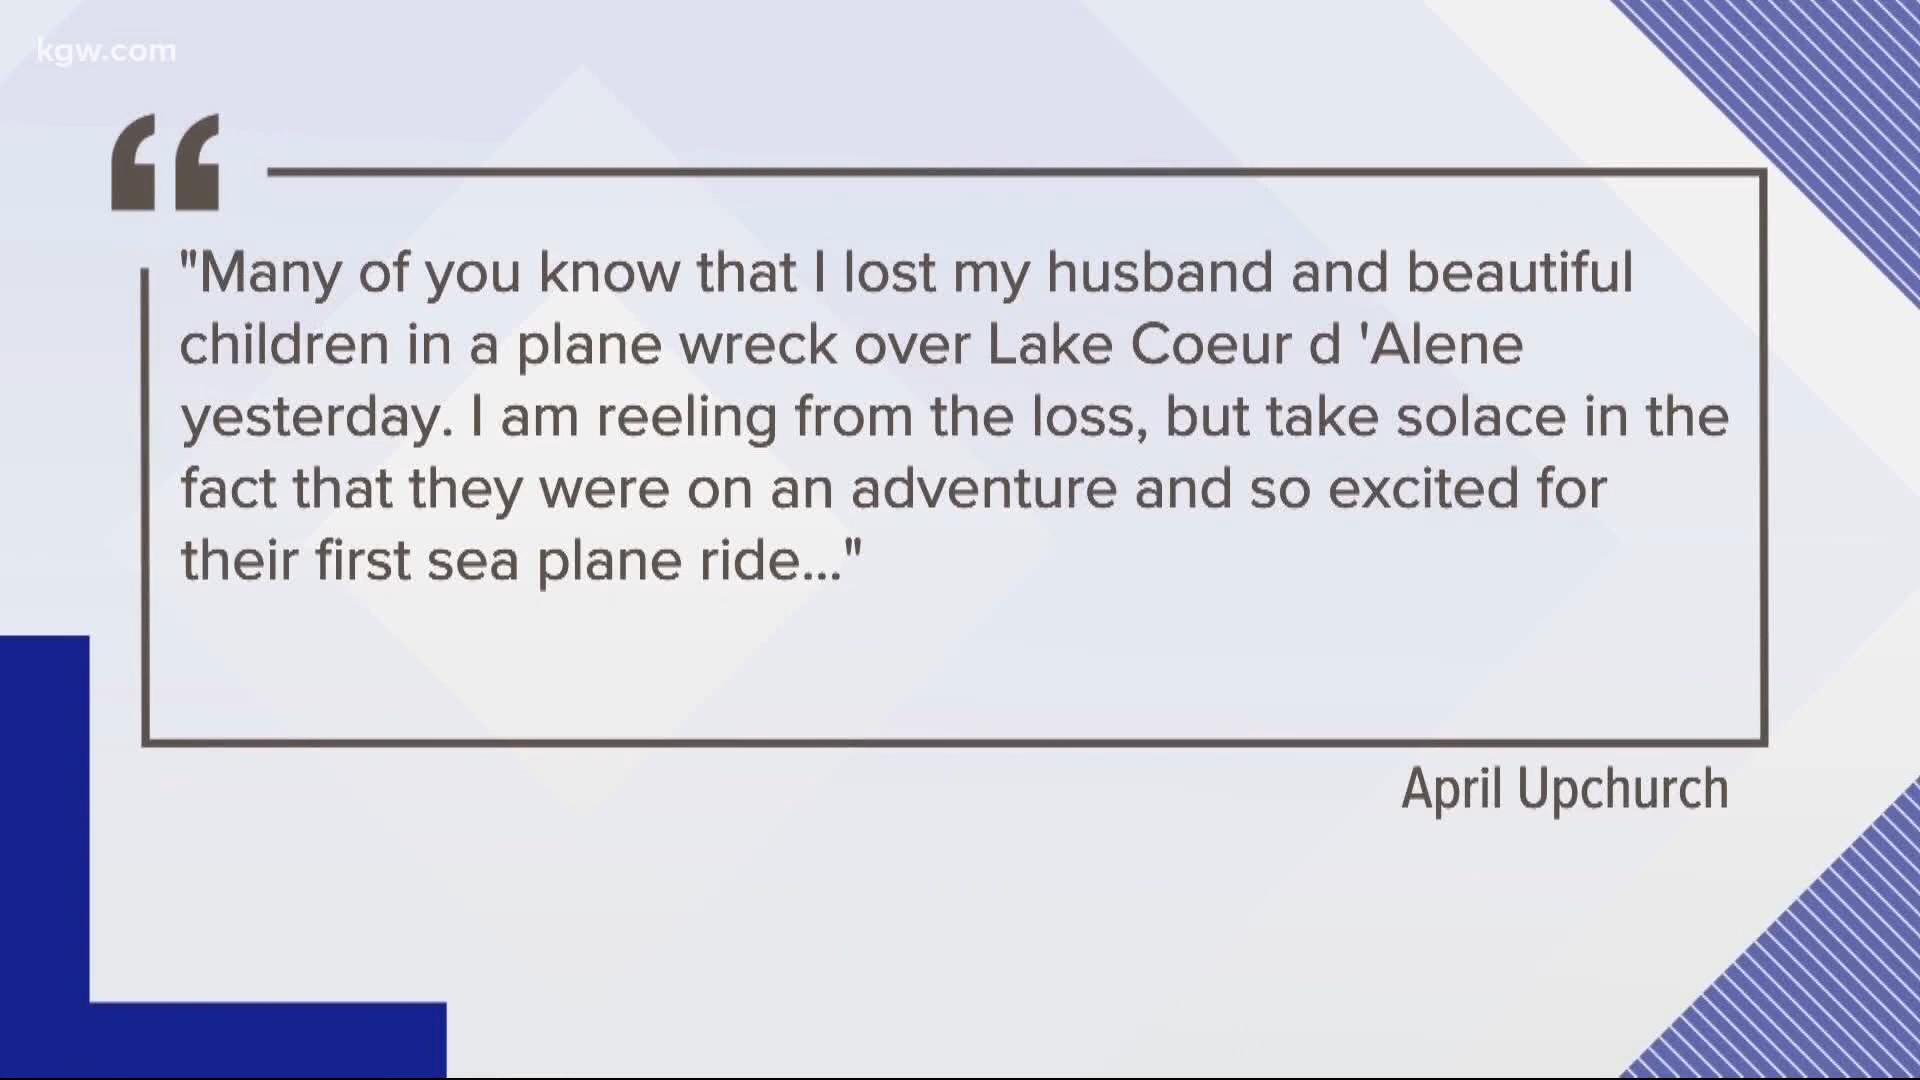 kgw.com
“
"Many of you know that I lost my husband and beautiful
children in a plane wreck over Lake Coeur d 'Alene
yesterday. I am reeling from the loss, but take solace in the
fact that they were on an adventure and so excited for
their first sea plane ride..."
April Upchurch